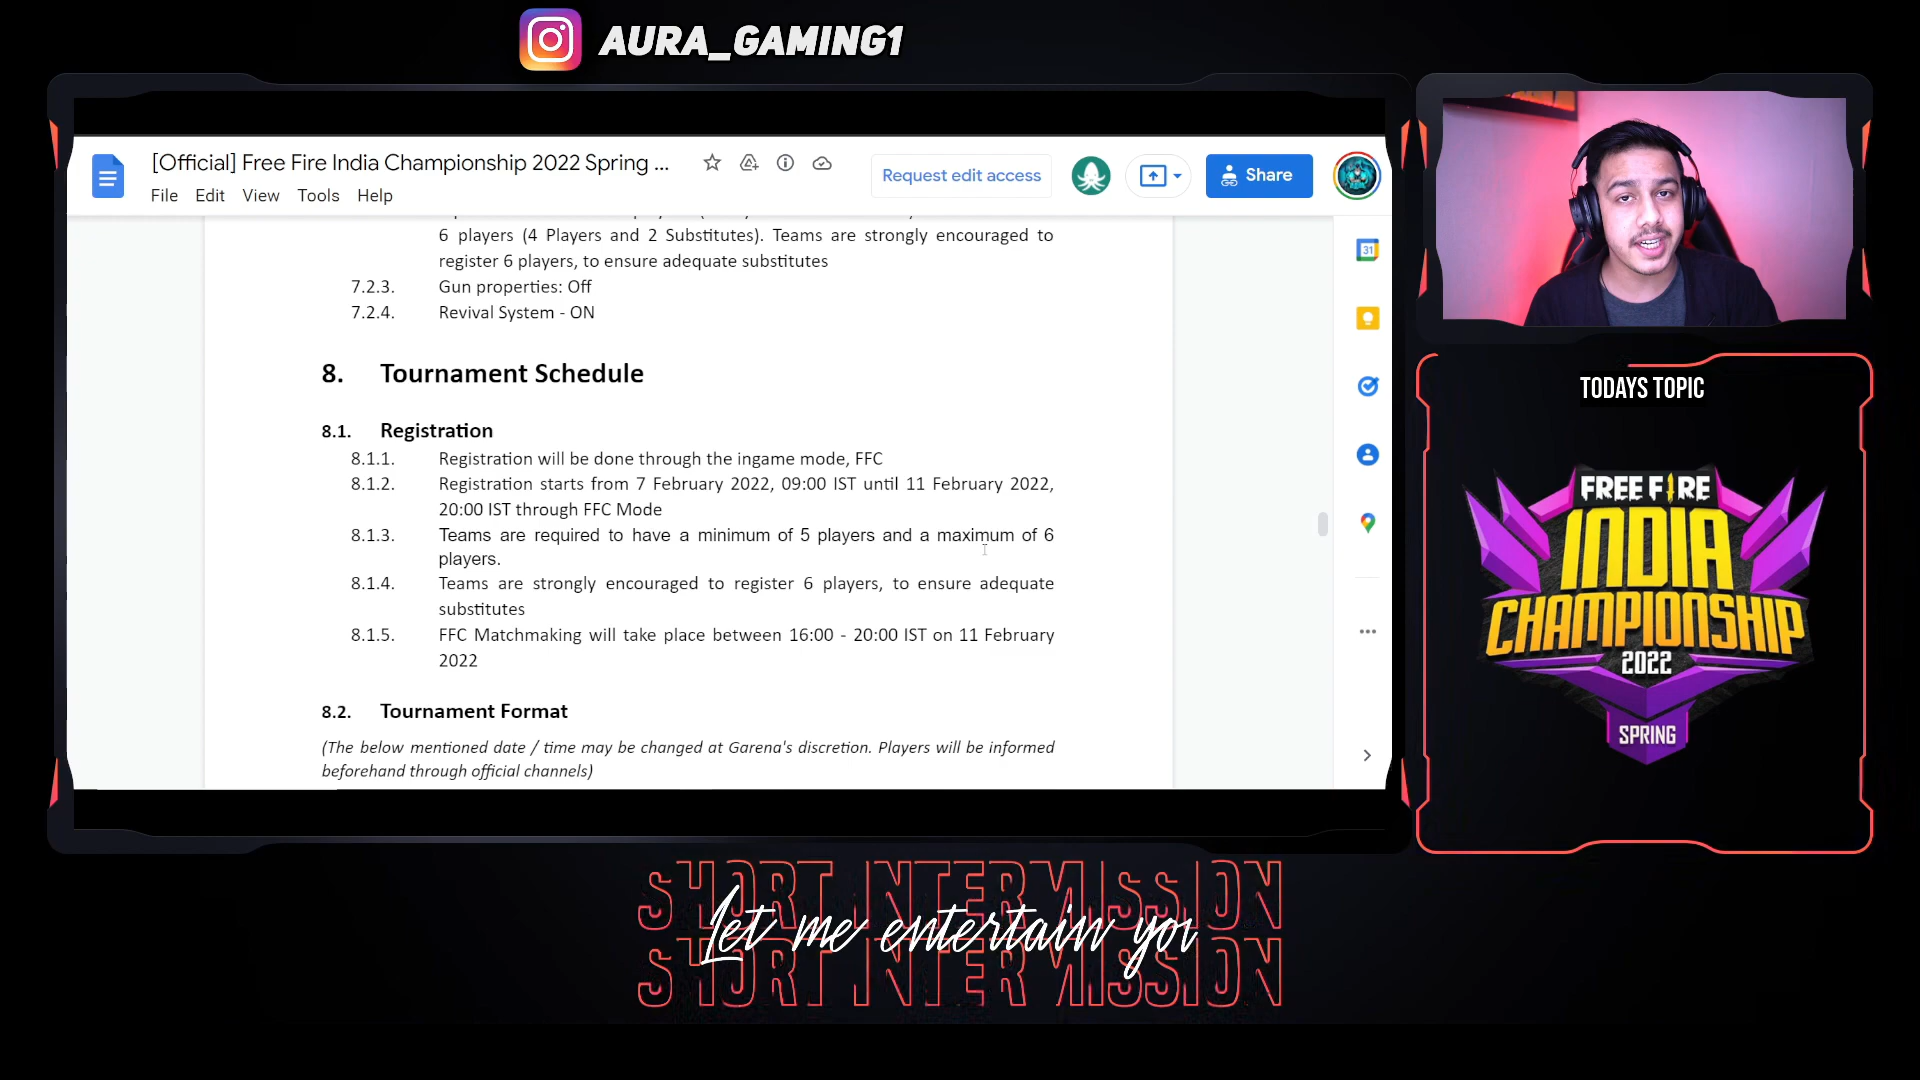 AURA_GAMING1
[Official] Free Fire India Championship 2022 Spring ...
File Edit View Tools Help
Request edit access
Share
6 players (4 Players and 2 Substitutes). Teams are strongly encouraged to
register 6 players, to ensure adequate substitutes
7.2.3. Gun properties: Off
7.2.4. Revival System - ON
8. Tournament Schedule
8.1. Registration
8.1.1. Registration will be done through the ingame mode, FFC
8.1.2. Registration starts from 7 February 2022, 09:00 IST until 11 February 2022,
20:00 IST through FFC Mode
8.1.3. Teams are required to have a minimum of 5 players and a maximum of 6
players.
8.1.4. Teams are strongly encouraged to register 6 players, to ensure adequate
substitutes
8.1.5. FFC Matchmaking will take place between 16:00 - 20:00 IST on 11 February
2022
8.2. Tournament Format
(The below mentioned date / time may be changed at Garena's discretion. Players will be informed
beforehand through official channels)
31
TODAYS TOPIC
FREE FIRE
INDIA
CHAMPIONSHIP
2022
SPRING
SHORT INTERMISSION
Let me entertain you
SHORT INTERMISSION